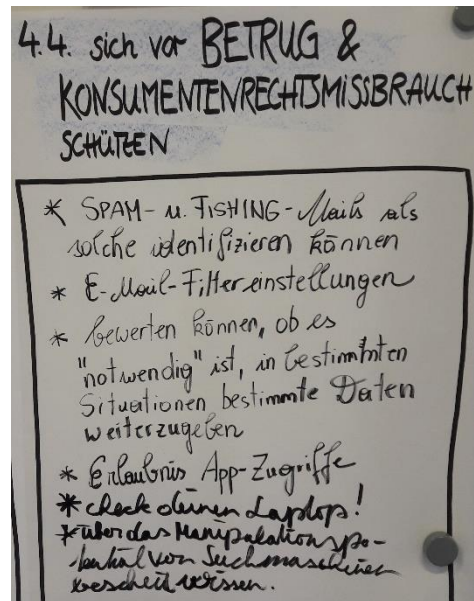 4.4. sich vor BETRUG &
KONSUMENTENRECHTSMISSBRAUCH
SCHÜTZEN
* SPAM- u. FISHING-Mails als
solche identifizieren können
* E-Mail-Filtereinstellungen
* bewerten können, ob es
"notwendig" ist, in bestimmten
Situationen bestimmte Daten
weiterzugeben
* Erlaubnis App-Zugriffe
* check deinen Laptop!
* über das Manipulationspo-
tential von Suchmaschinen
bescheid wissen.